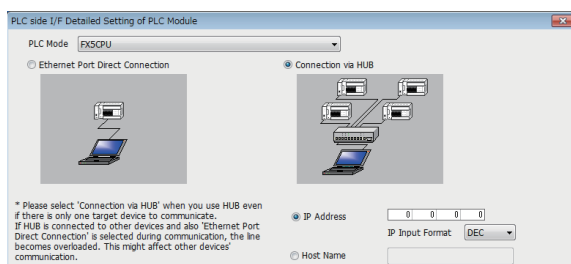 PLC side I/F Detailed Setting of PLC Module
PLC Mode FX5CPU
Ethernet Port Direct Connection
Connection via HUB
* Please select 'Connection via HUB' when you use HUB even
if there is only one target device to communicate.
If HUB is connected to other devices and also 'Ethernet Port
Direct Connection' is selected during communication, the line
becomes overloaded. This might affect other devices'
communication.
IP Address 0 0 0 0
IP Input Format DEC
Host Name